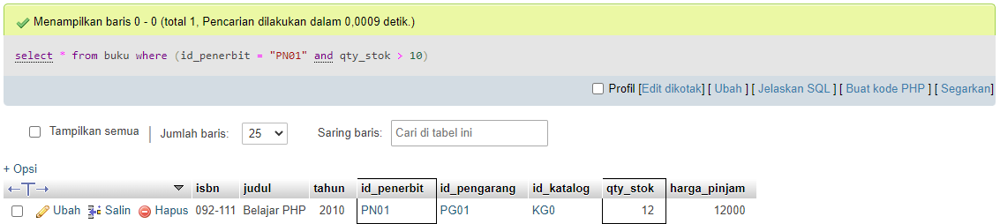 Menampilkan baris 0 - 0 (total 1, Pencarian dilakukan dalam 0,0009 detik.)
select * from buku where (id_penerbit = "PN01" and qty_stok > 10)
Profil [Edit dikotak] [ Ubah ] [ Jelaskan SQL ] [ Buat kode PHP ] [ Segarkan]
Tampilkan semua | Jumlah baris: 25 Saring baris: Cari di tabel ini
+ Opsi
←T→ isbn judul tahun id_penerbit id_pengarang id_katalog qty_stok harga_pinjam
Ubah Salin Hapus 092-111 Belajar PHP 2010 PN01 PG01 KG0 12 12000